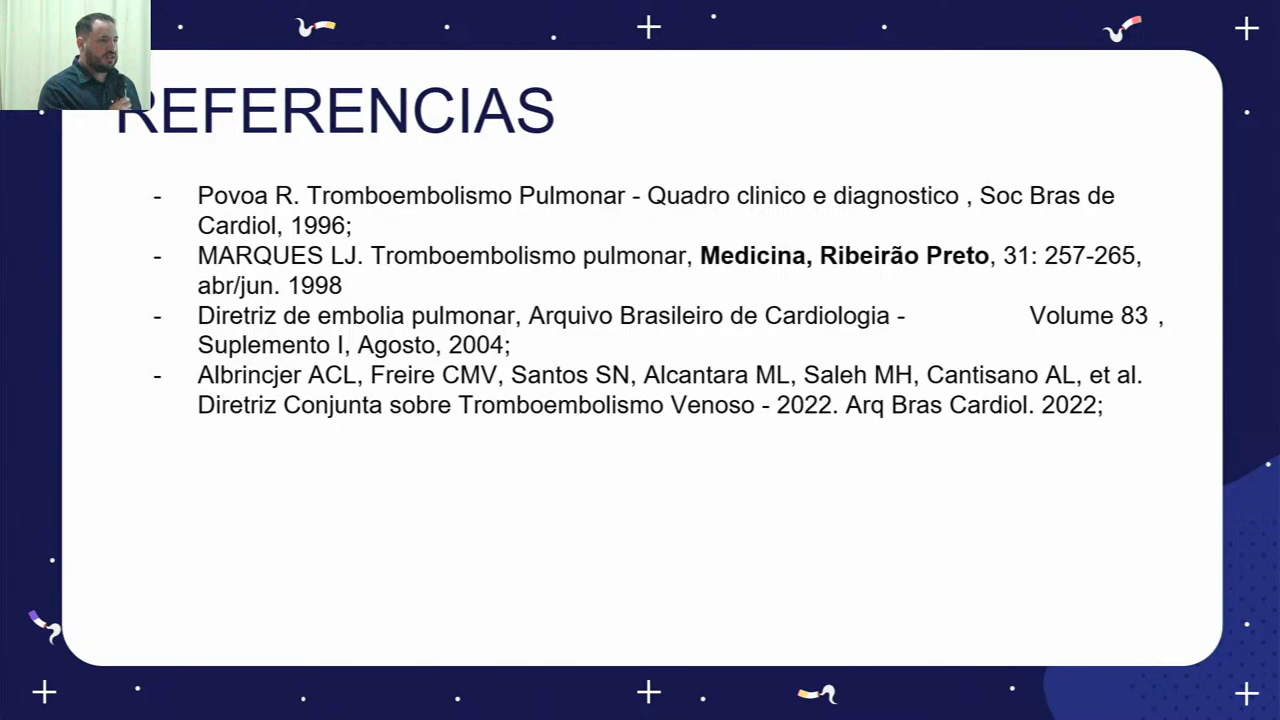 REFERENCIAS
- Povoa R. Tromboembolismo Pulmonar - Quadro clinico e diagnostico , Soc Bras de
Cardiol, 1996;
- MARQUES LJ. Tromboembolismo pulmonar, Medicina, Ribeirão Preto, 31: 257-265,
abr/jun. 1998
- Diretriz de embolia pulmonar, Arquivo Brasileiro de Cardiologia - Volume 83 ,
Suplemento I, Agosto, 2004;
- Albrincjer ACL, Freire CMV, Santos SN, Alcantara ML, Saleh MH, Cantisano AL, et al.
Diretriz Conjunta sobre Tromboembolismo Venoso - 2022. Arq Bras Cardiol. 2022;